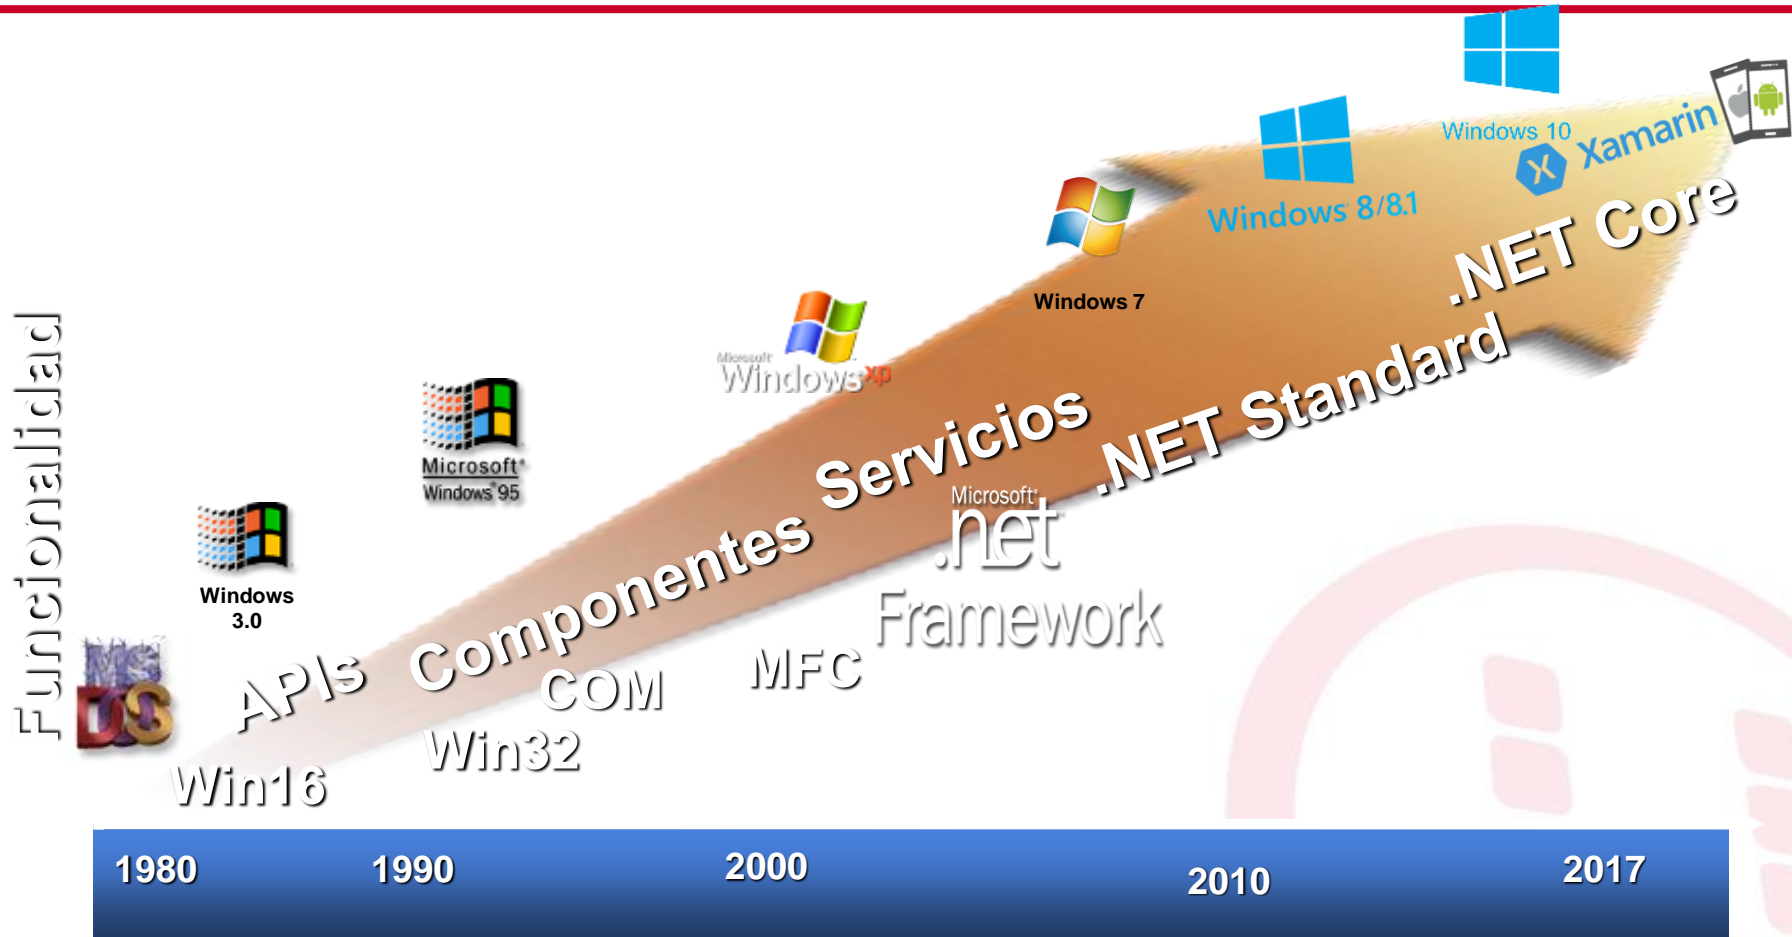 Windows 10
Xamarin
Windows 8/8.1
.NET Core
Windows 7
.NET Standard
Microsoft
Windows xp
Servicios
Microsoft
Windows 95
Microsoft
.net
Framework
Componentes
Windows
3.0
MS
DOS
APIs
COM
MFC
Win32
Win16
Funcionalidad
1980
1990
2000
2010
2017